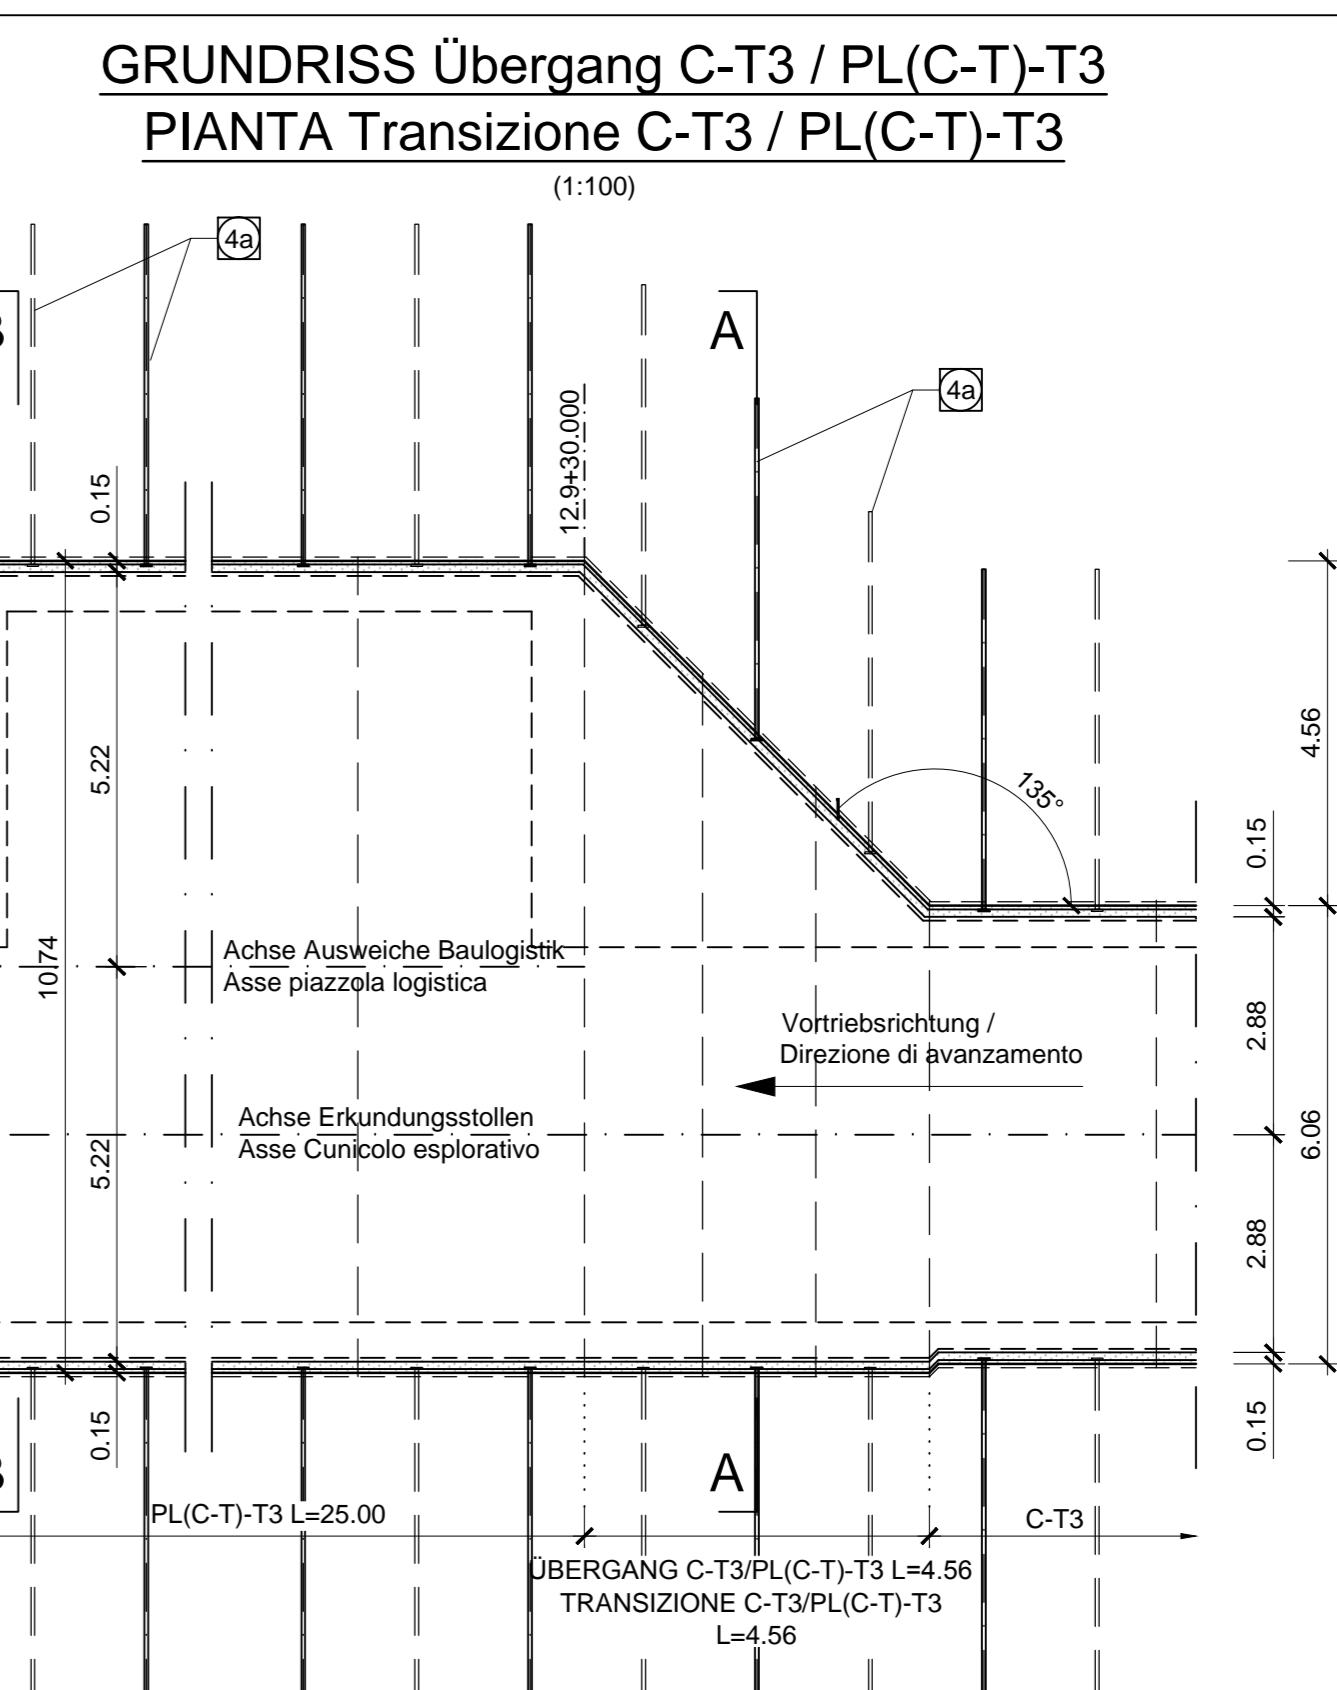 GRUNDRISS Übergang C-T3 / PL(C-T)-T3
PIANTA Transizione C-T3 / PL(C-T)-T3
(1:100)
4a
A
4a
12.9+30.000
0.15
5.22
10.74
5.22
0.15
135°
4.56
0.15
2.88
6.06
2.88
0.15
Achse Ausweiche Baulogistik
Asse piazzola logistica
Vortriebsrichtung /
Direzione di avanzamento
Achse Erkundungsstollen
Asse Cunicolo esplorativo
A
PL(C-T)-T3 L=25.00
C-T3
ÜBERGANG C-T3/PL(C-T)-T3 L=4.56
TRANSIZIONE C-T3/PL(C-T)-T3
L=4.56